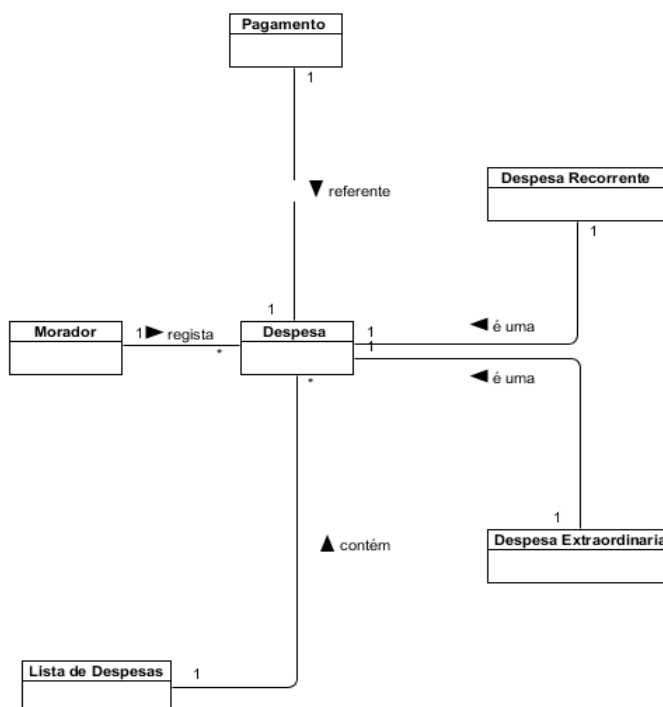 Pagamento
1
referente
Despesa Recorrente
1
1
Morador
1
regista
*
Despesa
1
1
é uma
é uma
*
contém
1
Despesa Extraordinaria
Lista de Despesas
1